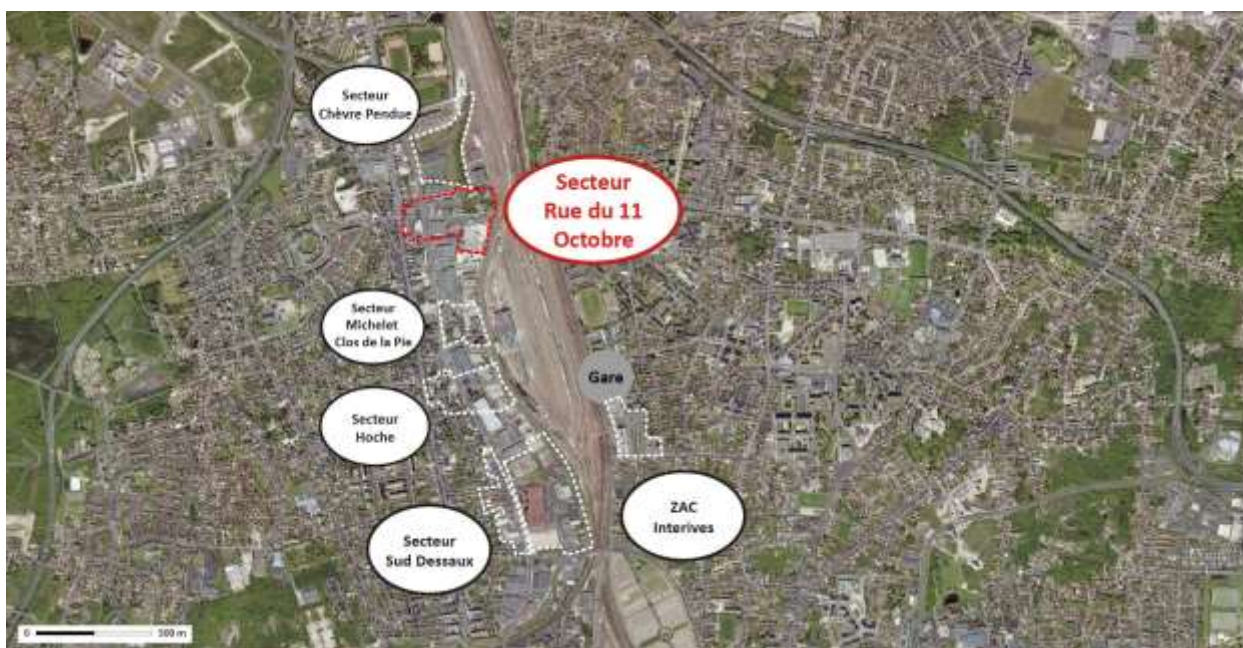 Secteur
Chèvre Pendue
Secteur
Rue du 11
Octobre
Secteur
Michelet
Clos de la Pie
Gare
Secteur
Hoche
ZAC
Interives
Secteur
Sud Dessaux
0 500 m